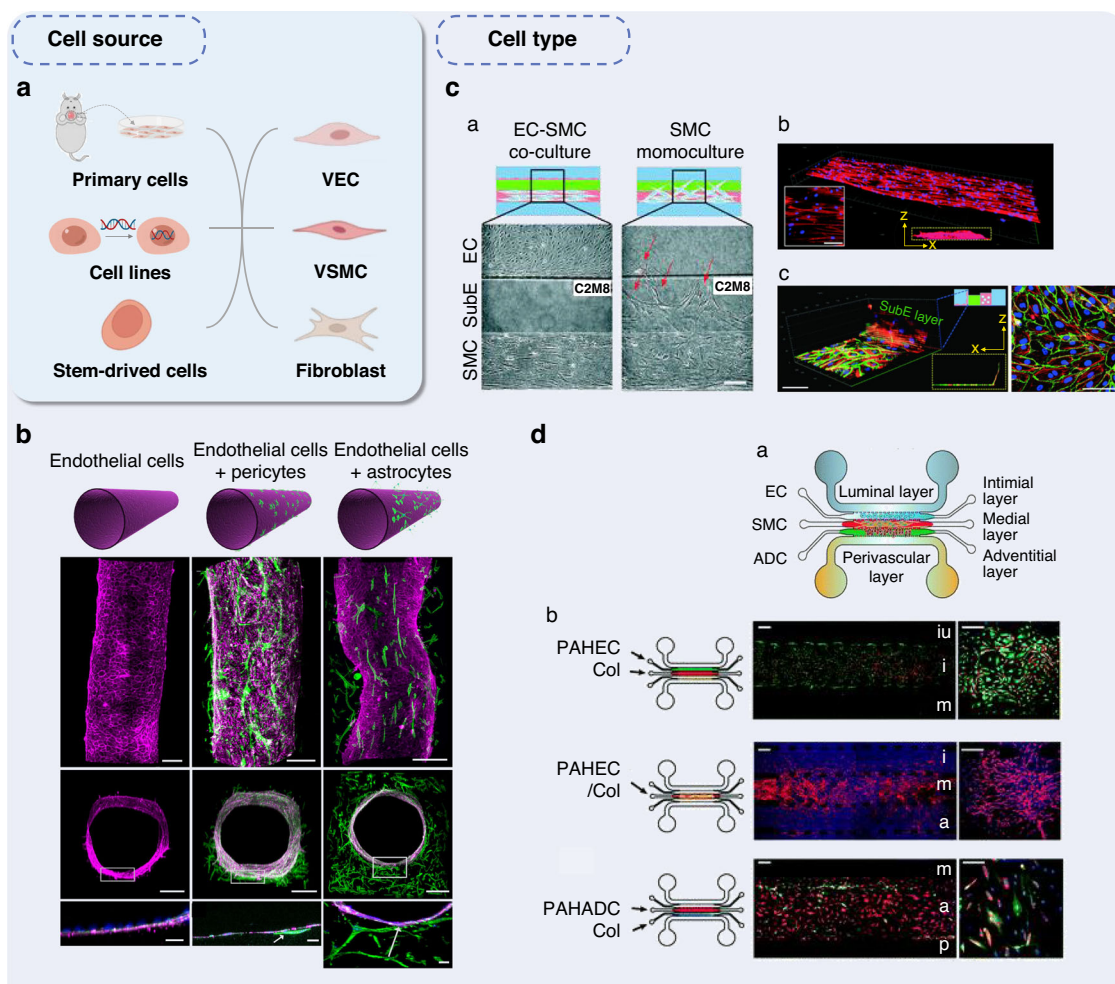 Cell source
Cell type
a
Primary cells
VEC
Cell lines
VSMC
Stem-drived cells
Fibroblast
c
a
EC-SMC
co-culture
SMC
momoculture
EC
SubE
SMC
C2M8
C2M8
b
Z
X
c
SubE layer
Z
X
b
Endothelial cells
Endothelial cells
+ pericytes
Endothelial cells
+ astrocytes
d
a
EC
SMC
ADC
Luminal layer
Perivascular
layer
Intimial
layer
Medial
layer
Adventitial
layer
b
PAHEC
Col
iu
i
m
PAHEC
/Col
i
m
a
PAHADC
Col
m
a
p